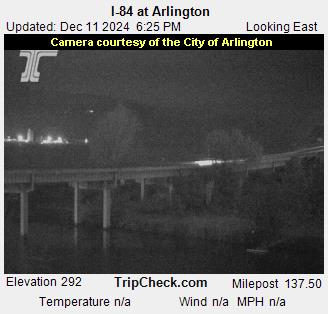 I-84 at Arlington
Updated: Dec 11 2024 6:25 PM Looking East
Camera courtesy of the City of Arlington
Elevation 292 TripCheck.com Milepost 137.50
Temperature n/a Wind n/a MPH n/a